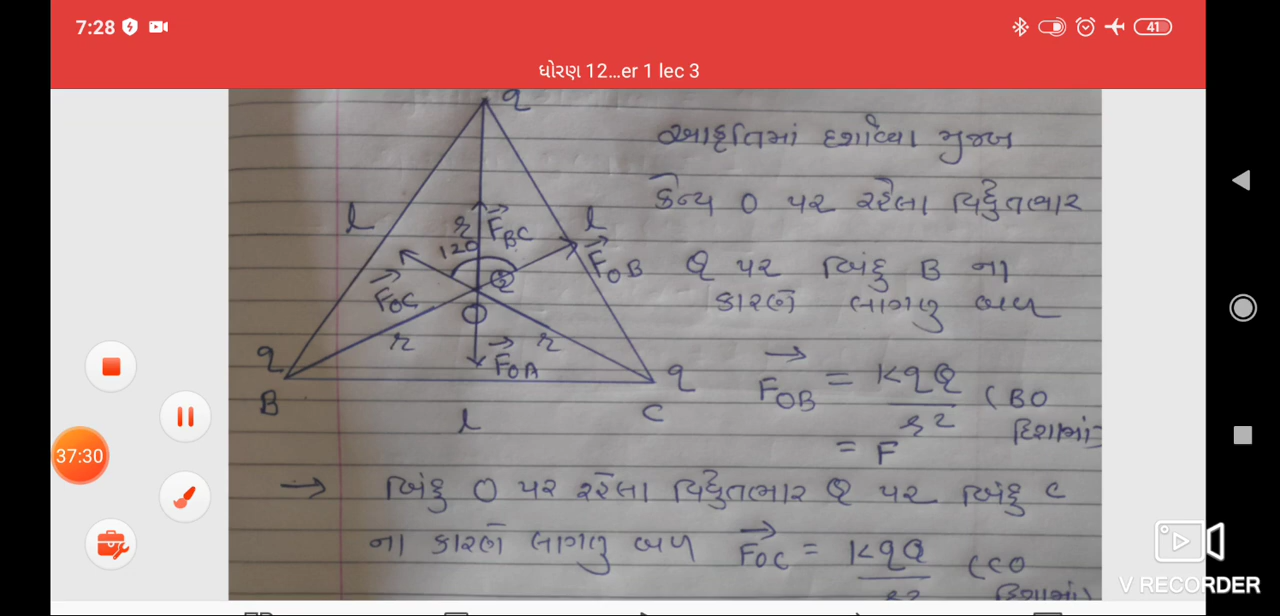 7:28
41
ધોરણ 12...er 1 lec 3
q
આકૃતિમાં દર્શાવ્યા મુજબ
કેન્દ્ર O પર રહેલા વિદ્યુતભાર
l
r
F BC
l
120
F OB
Q પર બિંદુ B ના
કારણે લાગતુ બળ
F OC
Q
O
r
r
F OA
q
q
B
C
l
F OB = KqQ / r2 (BO દિશામાં)
= F
37:30
→ બિંદુ O પર રહેલા વિદ્યુતભાર Q પર બિંદુ C
ના કારણે લાગતુ બળ F OC = KqQ / r2 (CO દિશામાં)
V RECORDER